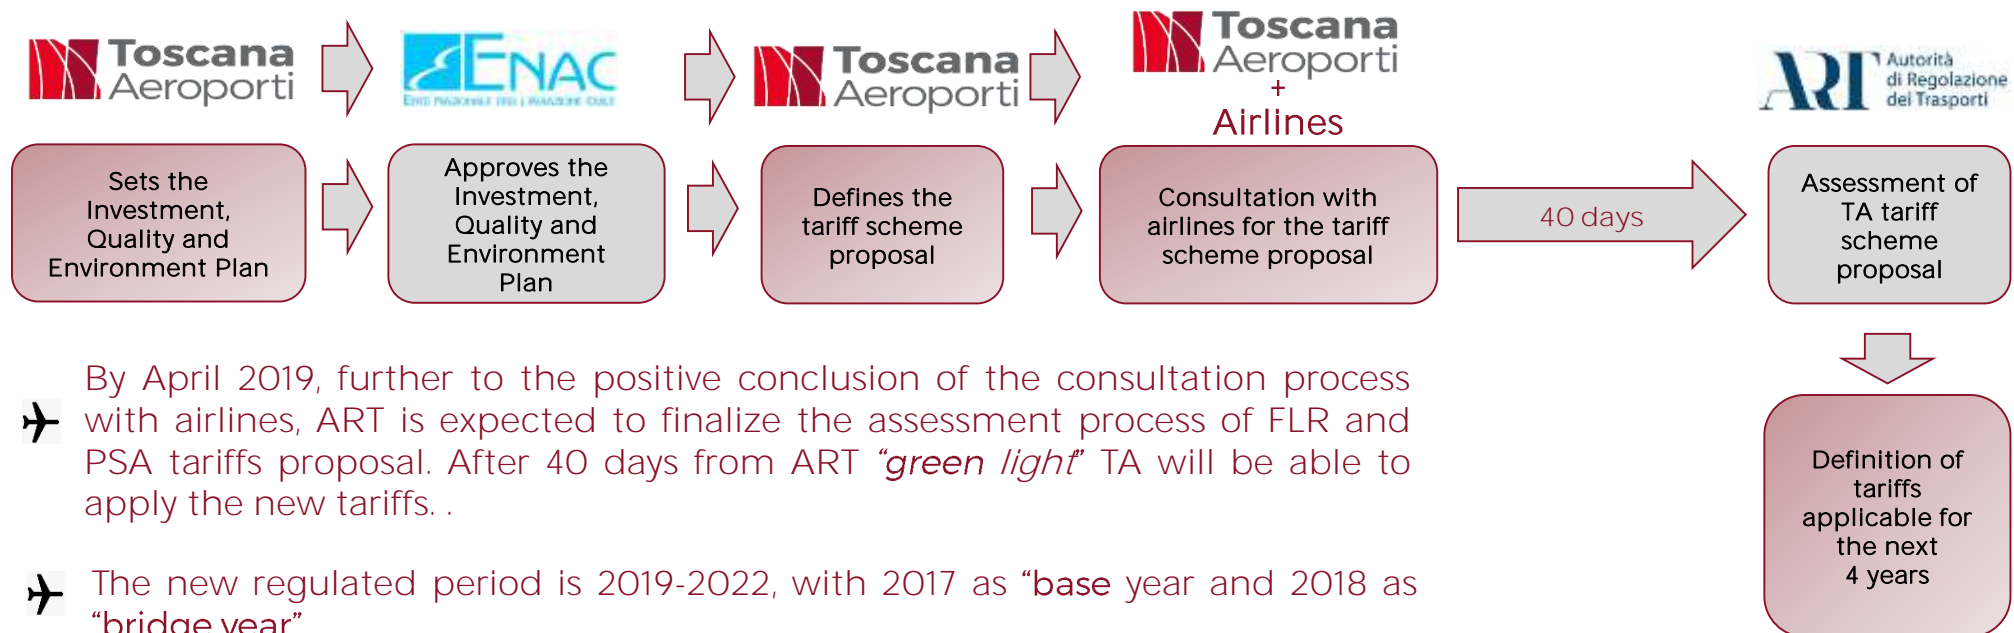 Toscana
Aeroporti
ENAC
Toscana
Aeroporti
Toscana
Aeroporti
+
Airlines
ART
Autorità
di Regolazione
dei Trasporti
Sets the
Investment,
Quality and
Environment Plan
Approves the
Investment,
Quality and
Environment
Plan
Defines the
tariff scheme
proposal
Consultation with
airlines for the tariff
scheme proposal
40 days
Assessment of
TA tariff
scheme
proposal
By April 2019, further to the positive conclusion of the consultation process
with airlines, ART is expected to finalize the assessment process of FLR and
PSA tariffs proposal. After 40 days from ART “green light” TA will be able to
apply the new tariffs. .
Definition of
tariffs
applicable for
the next
4 years
The new regulated period is 2019-2022, with 2017 as “base year and 2018 as
“bridge year”